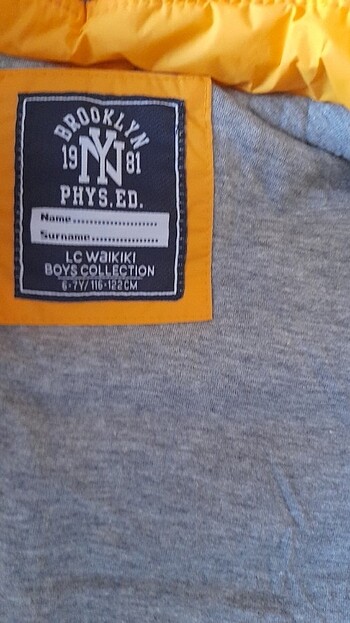 BROOKLYN
19 NY 81
PHYS.ED.
Name....................
Surname................
LC WAIKIKI
BOYS COLLECTION
6-7Y/116-122CM